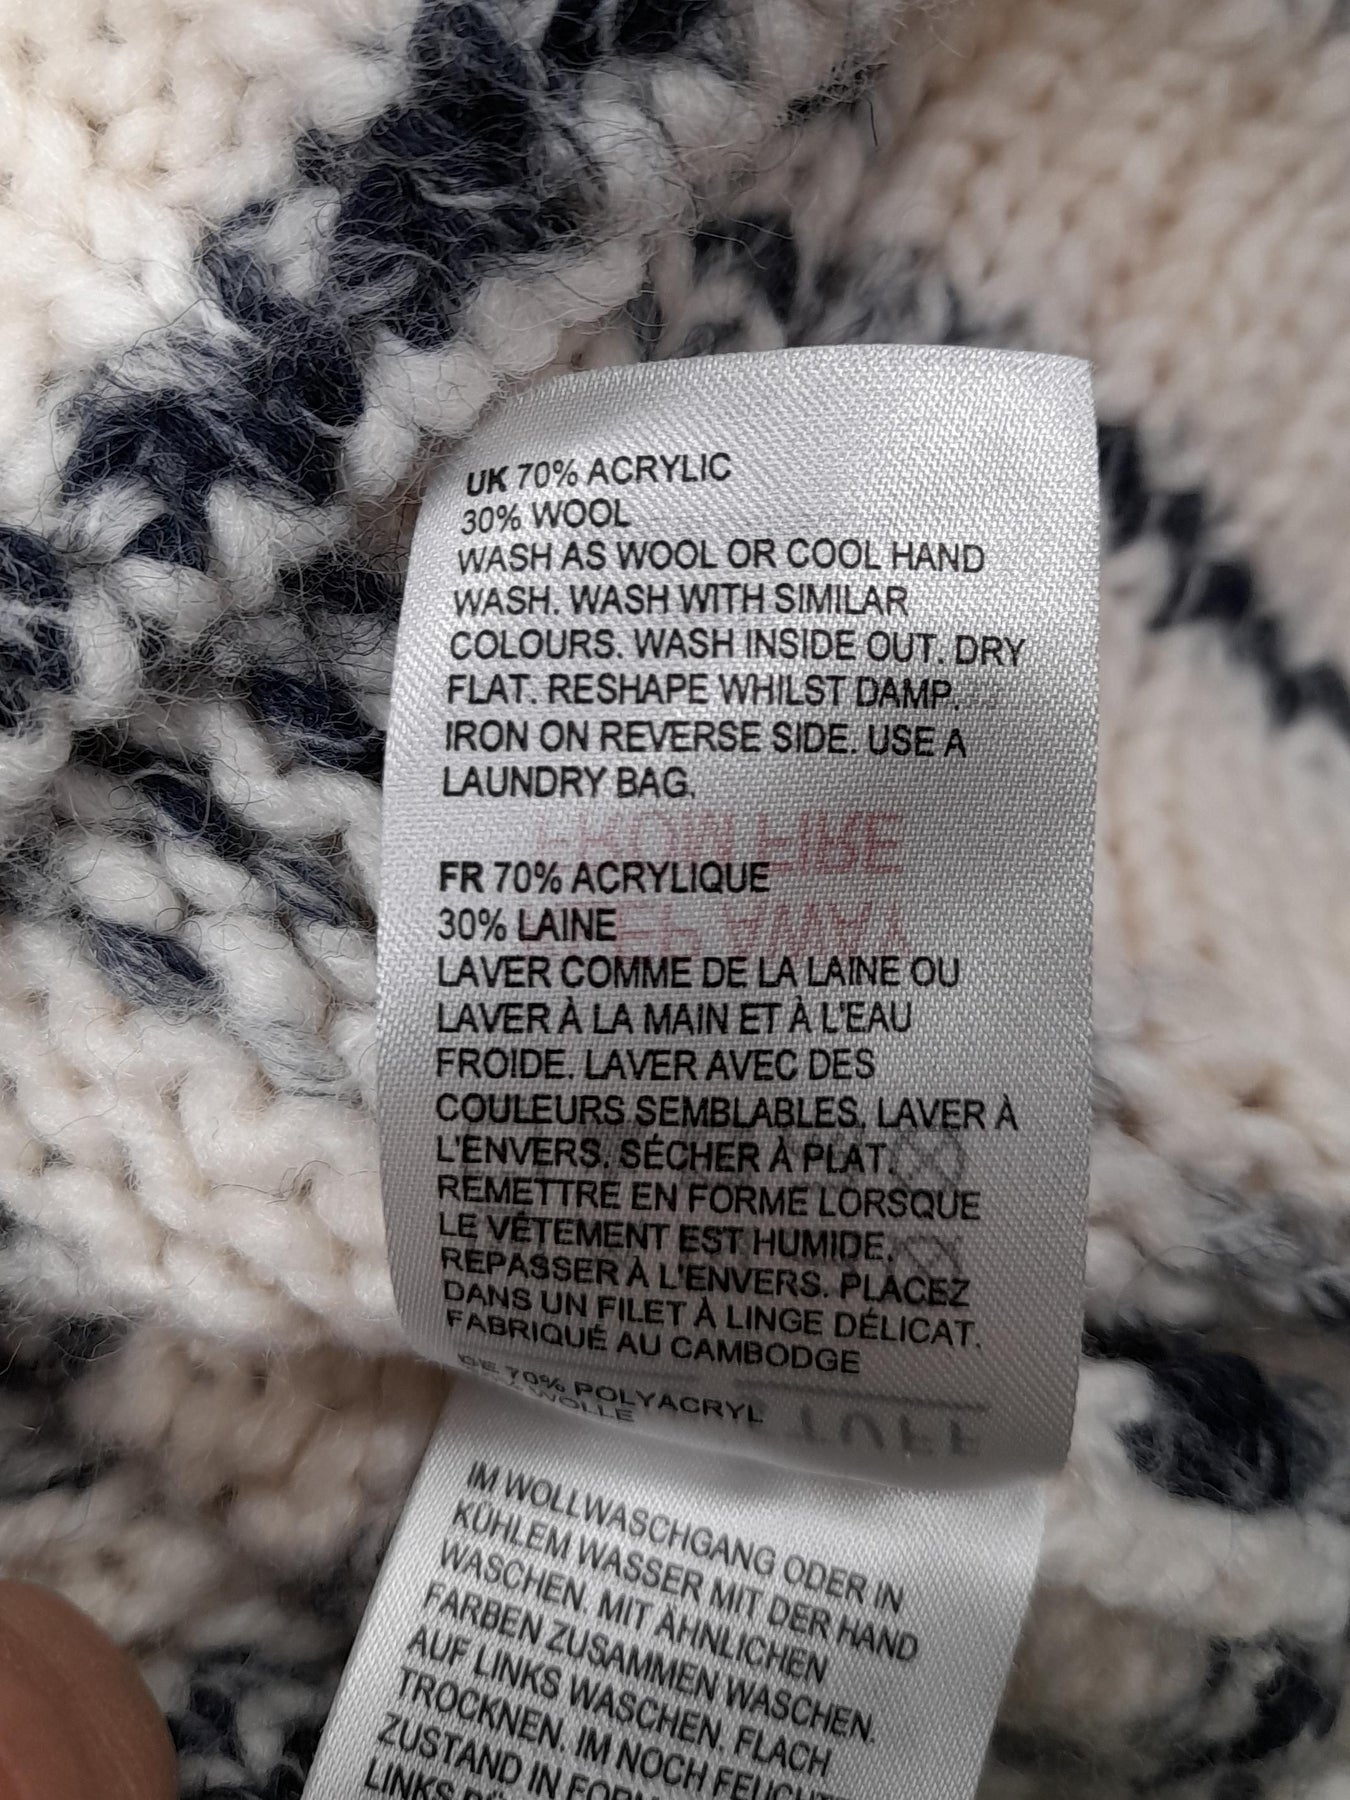 UK 70% ACRYLIC
30% WOOL
WASH AS WOOL OR COOL HAND
WASH. WASH WITH SIMILAR
COLOURS. WASH INSIDE OUT. DRY
FLAT. RESHAPE WHILST DAMP.
IRON ON REVERSE SIDE. USE A
LAUNDRY BAG.
FR 70% ACRYLIQUE
30% LAINE
LAVER COMME DE LA LAINE OU
LAVER À LA MAIN ET À L'EAU
FROIDE. LAVER AVEC DES
COULEURS SEMBLABLES. LAVER À
L'ENVERS. SÉCHER À PLAT.
REMETTRE EN FORME LORSQUE
LE VÊTEMENT EST HUMIDE.
REPASSER À L'ENVERS. PLACEZ
DANS UN FILET À LINGE DÉLICAT.
FABRIQUÉ AU CAMBODGE
DE 70% POLYACRYL
WOLLE
IM WOLLWASCHGANG ODER IN
KÜHLEM WASSER MIT DER HAND
WASCHEN. MIT ÄHNLICHEN
FARBEN ZUSAMMEN WASCHEN.
AUF LINKS WASCHEN. FLACH
TROCKNEN. IM NOCH
ZUSTAND IN
LINKS